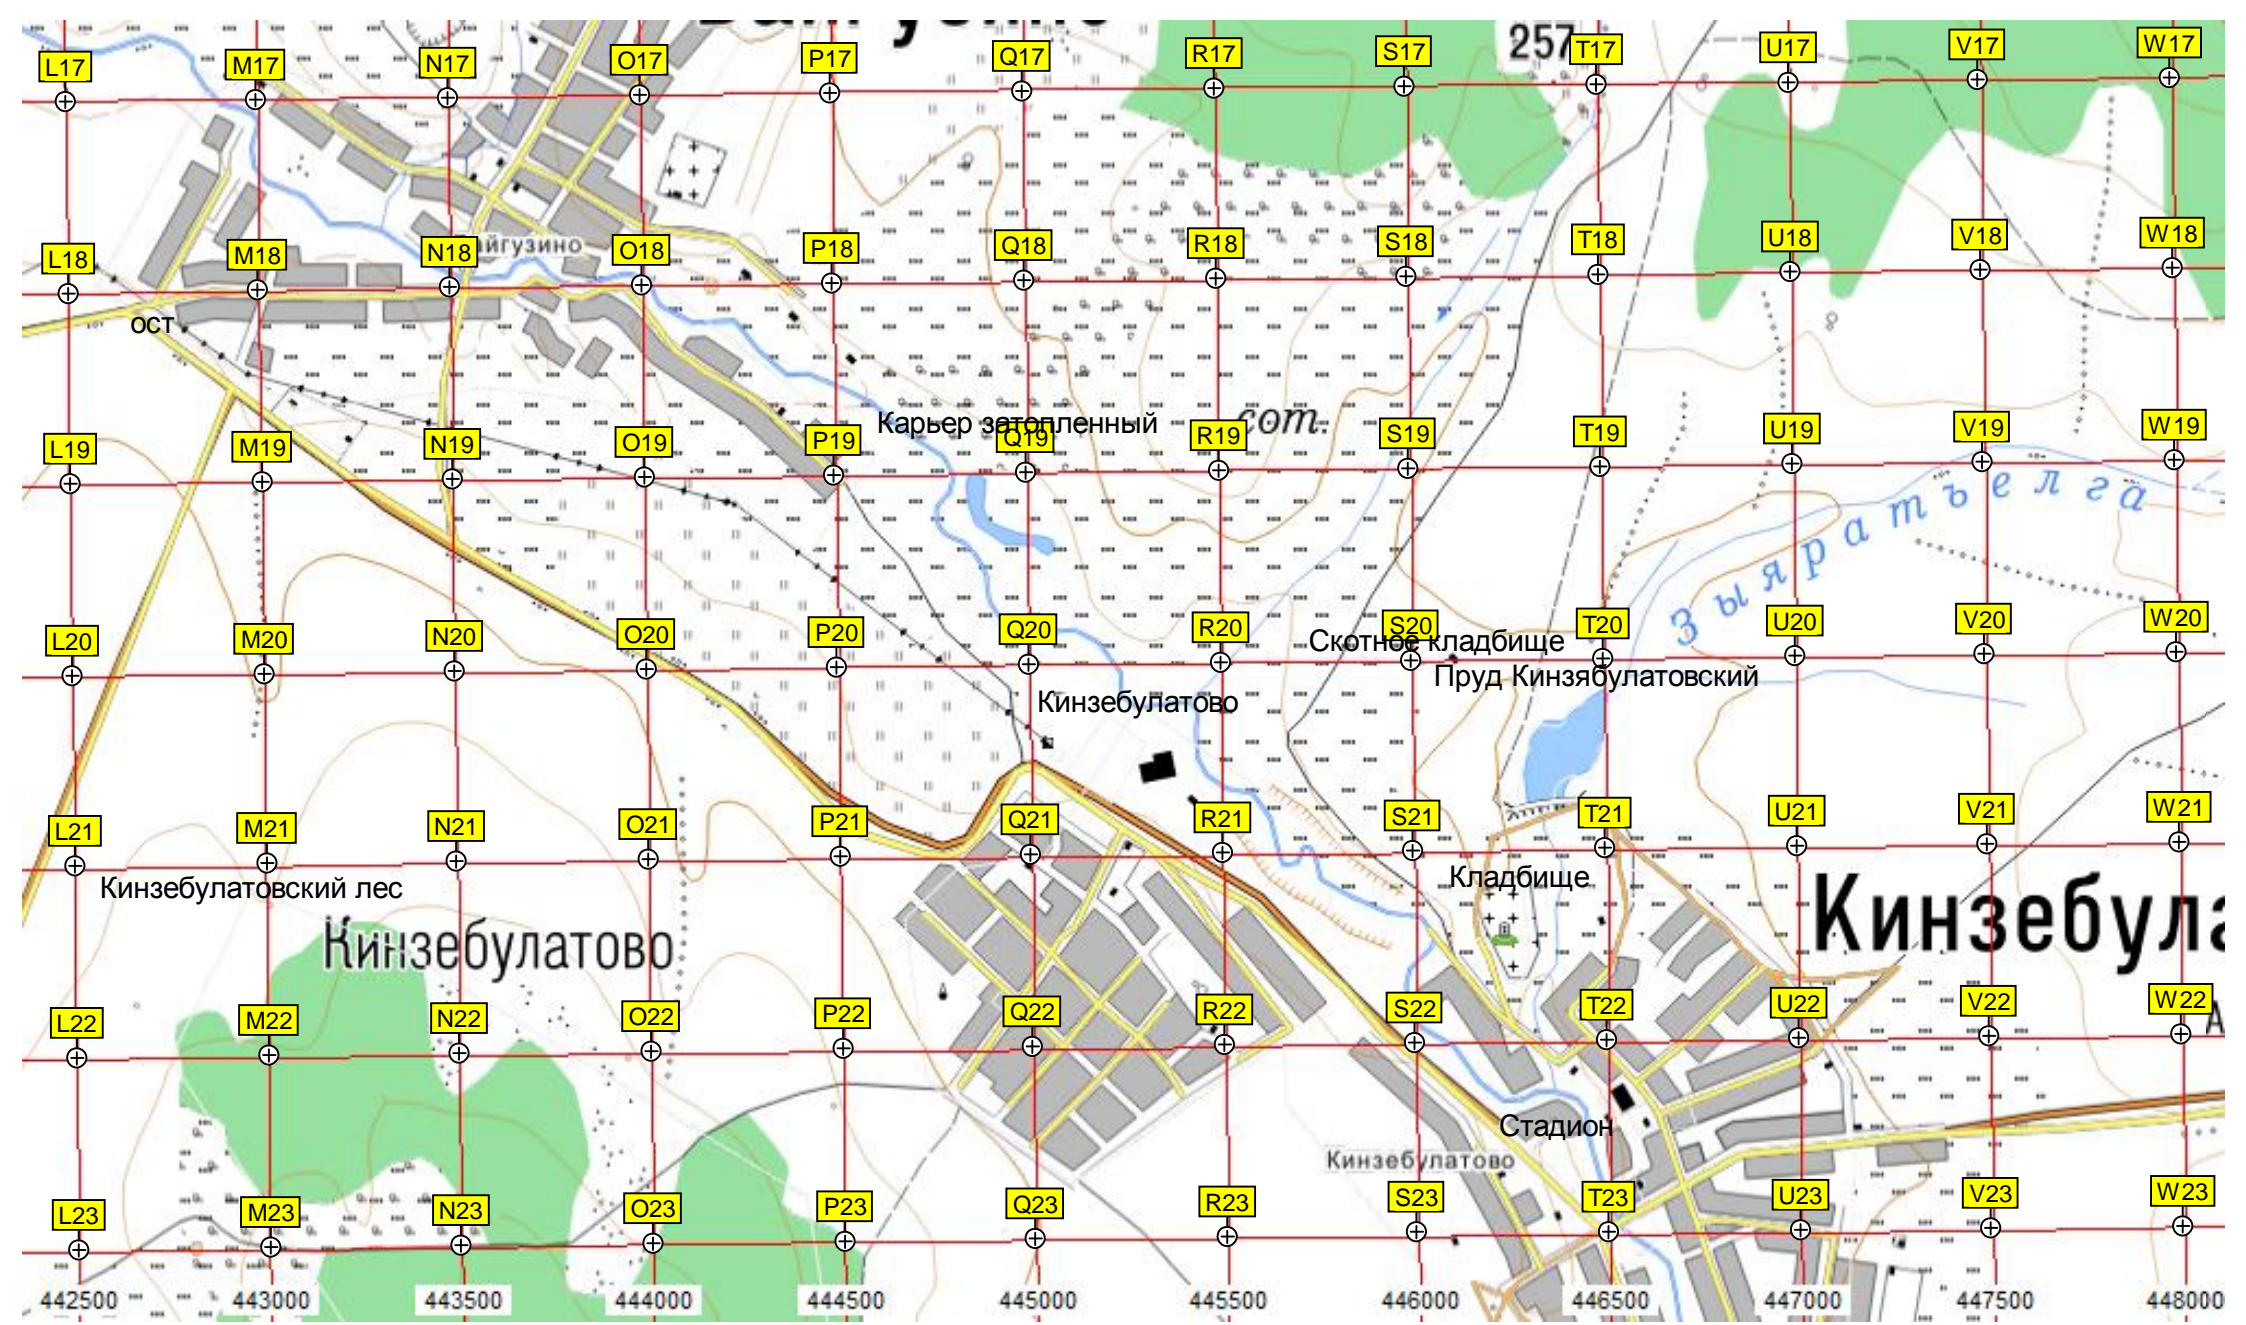 257
L17 M17 N17 O17 P17 Q17 R17 S17 T17 U17 V17 W17
L18 M18 N18 O18 P18 Q18 R18 S18 T18 U18 V18 W18
ост
Карьер затопленный
сот.
L19 M19 N19 O19 P19 Q19 R19 S19 T19 U19 V19 W19
Зыяратъелга
L20 M20 N20 O20 P20 Q20 R20 S20 T20 U20 V20 W20
Скотное кладбище
Пруд Кинзябулатовский
Кинзебулатово
L21 M21 N21 O21 P21 Q21 R21 S21 T21 U21 V21 W21
Кинзебулатовский лес
Кладбище
Кинзебулатово
Кинзебула
L22 M22 N22 O22 P22 Q22 R22 S22 T22 U22 V22 W22
Стадион
Кинзебулатово
L23 M23 N23 O23 P23 Q23 R23 S23 T23 U23 V23 W23
442500 443000 443500 444000 444500 445000 445500 446000 446500 447000 447500 448000